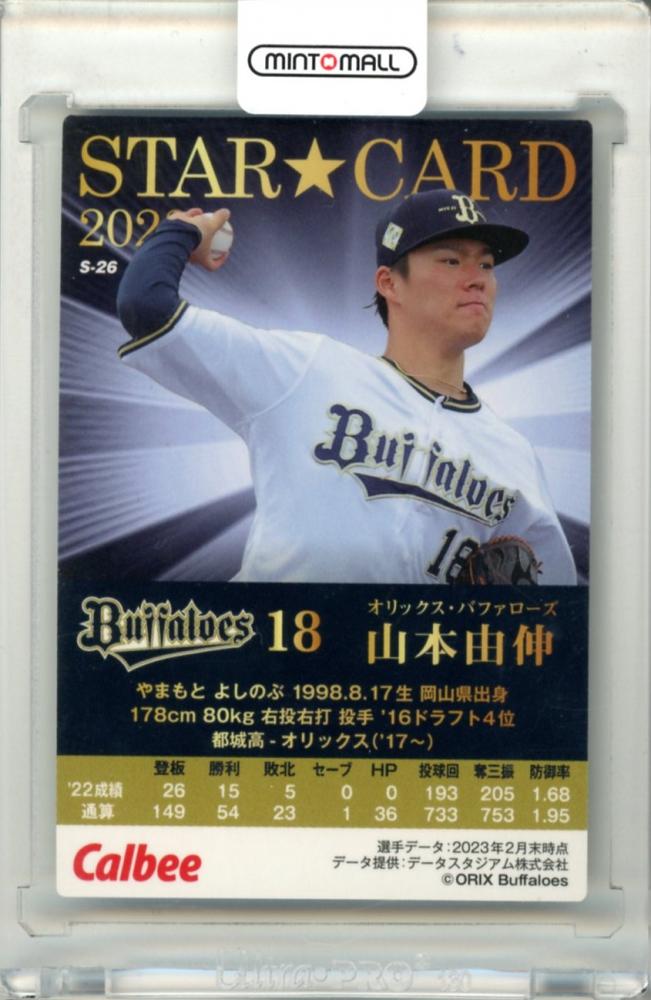 MINTMALL
STAR★CARD
202
S-26
Buffaloes
18
Buffaloes 18 オリックス・バファローズ
山本由伸
やまもと よしのぶ 1998.8.17生 岡山県出身
178cm 80kg 右投右打 投手 '16ドラフト4位
都城高-オリックス('17～)
登板 勝利 敗北 セーブ HP 投球回 奪三振 防御率
'22成績 26 15 5 0 0 193 205 1.68
通算 149 54 23 1 36 733 753 1.95
Calbee
選手データ:2023年2月末時点
データ提供:データスタジアム株式会社
©ORIX Buffaloes
Ultra·PRO